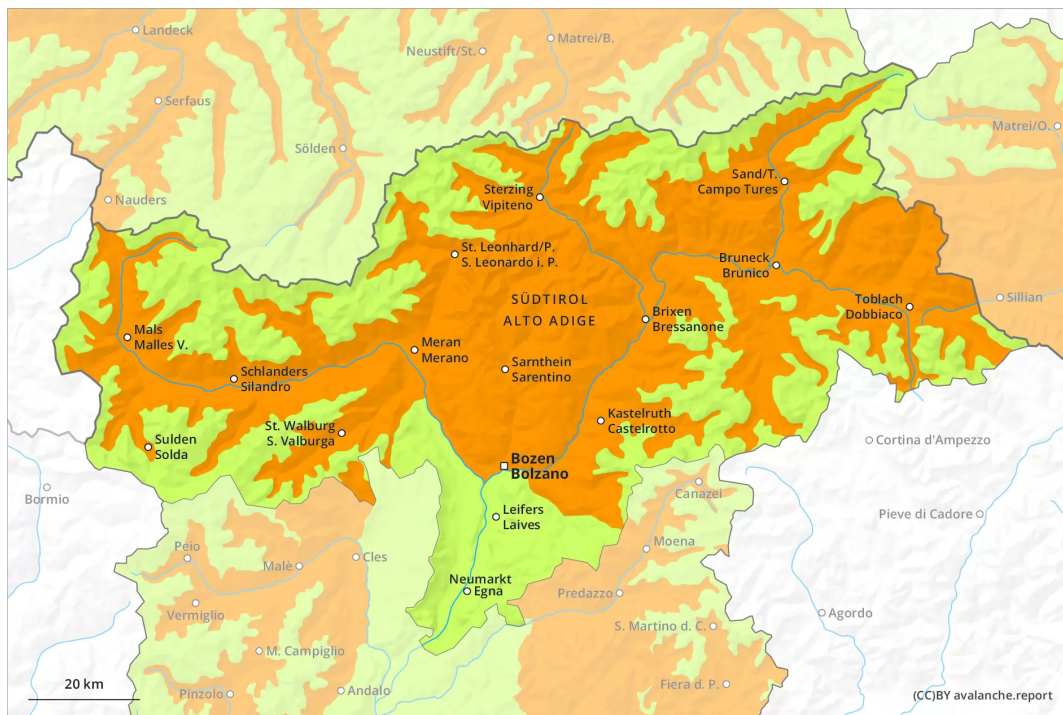 Landeck
Matrei/B.
Neustift/St.
Serfaus
Matrei/O.
Sölden
Sand/T.
Campo Tures
Sterzing
Vipiteno
Nauders
St. Leonhard/P.
S. Leonardo i. P.
Bruneck
Brunico
SÜDTIROL
ALTO ADIGE
Toblach
Dobbiaco
Sillian
Brixen
Bressanone
Mals
Malles V.
Meran
Merano
Sarnthein
Sarentino
Schlanders
Silandro
Kastelruth
Castelrotto
St. Walburg
S. Valburga
Sulden
Solda
Cortina d'Ampezzo
Bozen
Bolzano
Bormio
Canazei
Leifers
Laives
Pieve di Cadore
Moena
Peio
Cles
Malè
Neumarkt
Egna
Predazzo
Vermiglio
Agordo
S. Martino d. C.
M. Campiglio
20 km
Pinzolo
Andalo
Fiera d. P.
(CC)BY avalanche.report